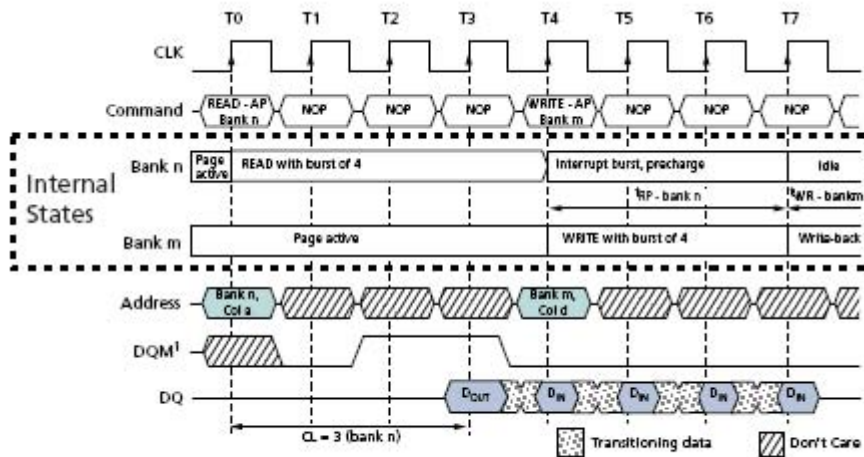 T0 T1 T2 T3 T4 T5 T6 T7
CLK
Command READ - AP Bank n NOP NOP NOP WRITE - AP Bank m NOP NOP NOP
Internal States
Bank n Page active READ with burst of 4 Interrupt burst, precharge Idle
tRP - bank n tWR - bankm
Bank m Page active WRITE with burst of 4 Write-back
Address Bank n, Col a Bank m, Col d
DQM1
DQ DOUT DIN DIN DIN DIN
CL = 3 (bank n)
Transitioning data Don't Care